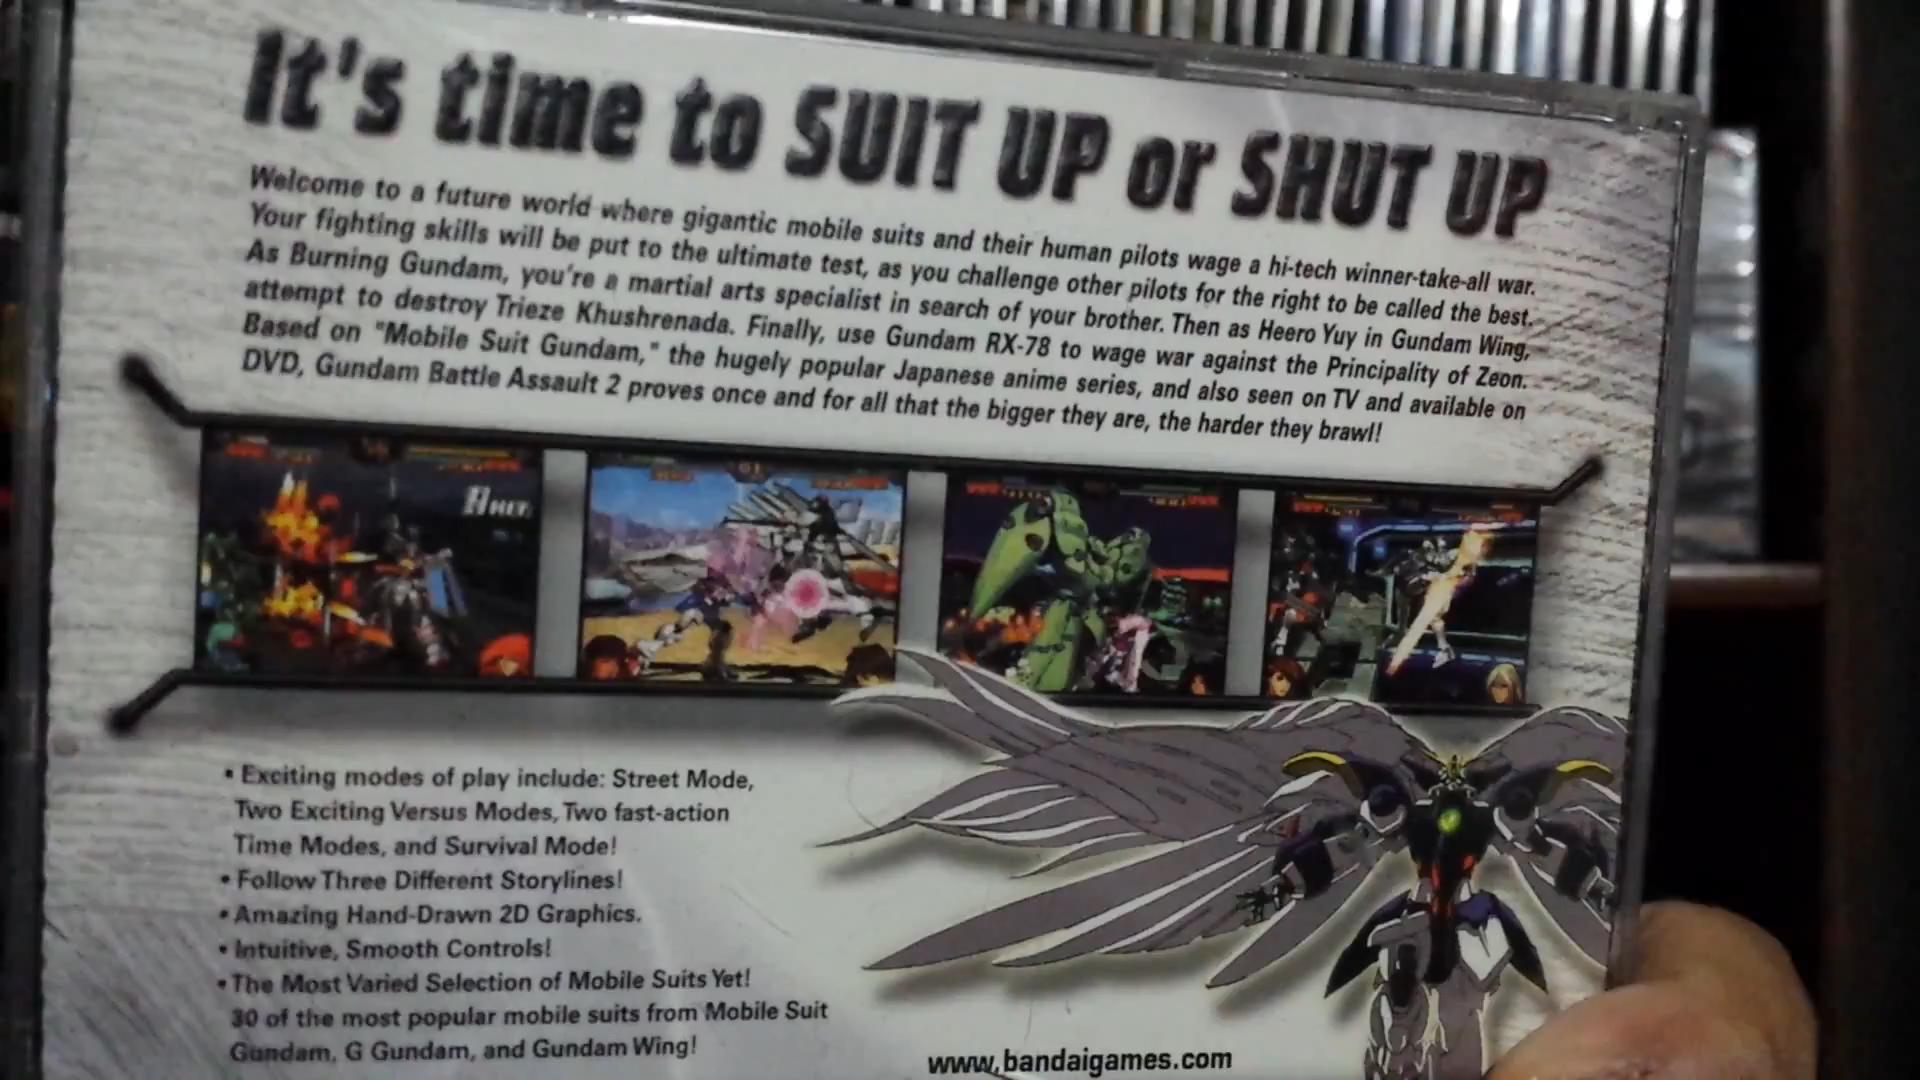 It's time to SUIT UP or SHUT UP
Welcome to a future world where gigantic mobile suits and their human pilots wage a hi-tech winner-take-all war.
Your fighting skills will be put to the ultimate test, as you challenge other pilots for the right to be called the best.
As Burning Gundam, you're a martial arts specialist in search of your brother. Then as Heero Yuy in Gundam Wing,
attempt to destroy Trieze Khushrenada. Finally, use Gundam RX-78 to wage war against the Principality of Zeon.
Based on "Mobile Suit Gundam," the hugely popular Japanese anime series, and also seen on TV and available on
DVD, Gundam Battle Assault 2 proves once and for all that the bigger they are, the harder they brawl!
• Exciting modes of play include: Street Mode,
Two Exciting Versus Modes, Two fast-action
Time Modes, and Survival Mode!
• Follow Three Different Storylines!
• Amazing Hand-Drawn 2D Graphics.
• Intuitive, Smooth Controls!
• The Most Varied Selection of Mobile Suits Yet!
30 of the most popular mobile suits from Mobile Suit
Gundam, G Gundam, and Gundam Wing!
www.bandaigames.com